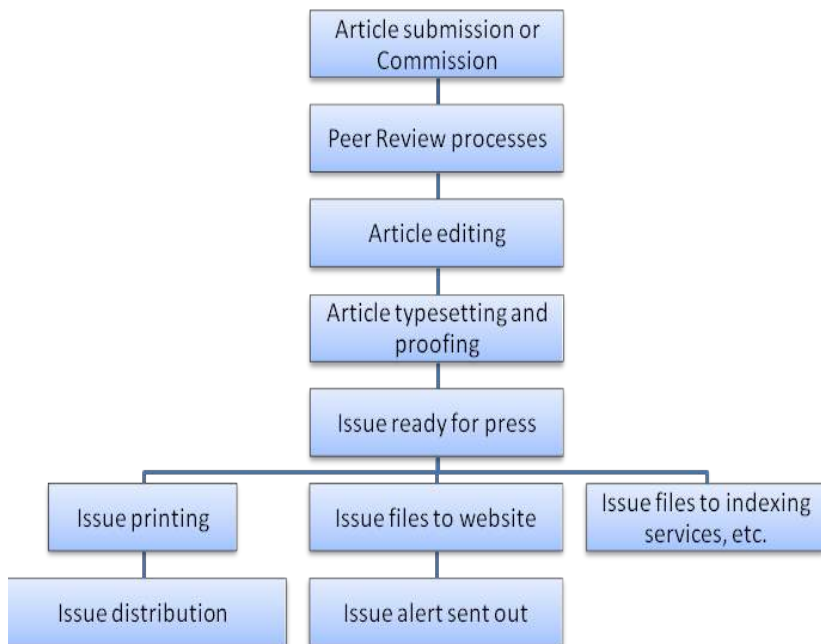 Article submission or
Commission
Peer Review processes
Article editing
Article typesetting and
proofing
Issue ready for press
Issue printing
Issue files to website
Issue files to indexing
services, etc.
Issue distribution
Issue alert sent out